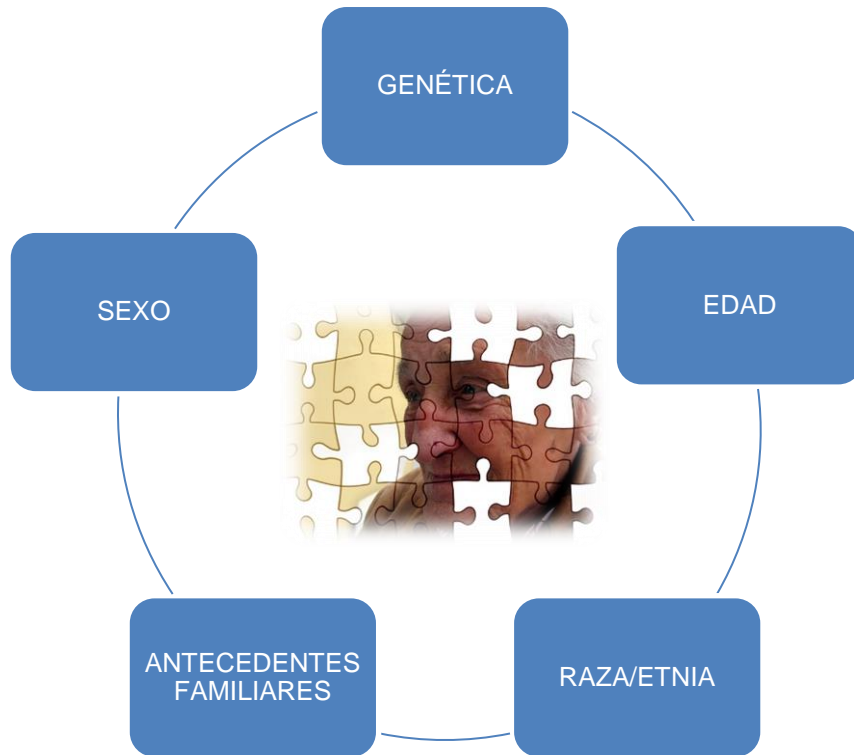 GENÉTICA
EDAD
RAZA/ETNIA
ANTECEDENTES
FAMILIARES
SEXO